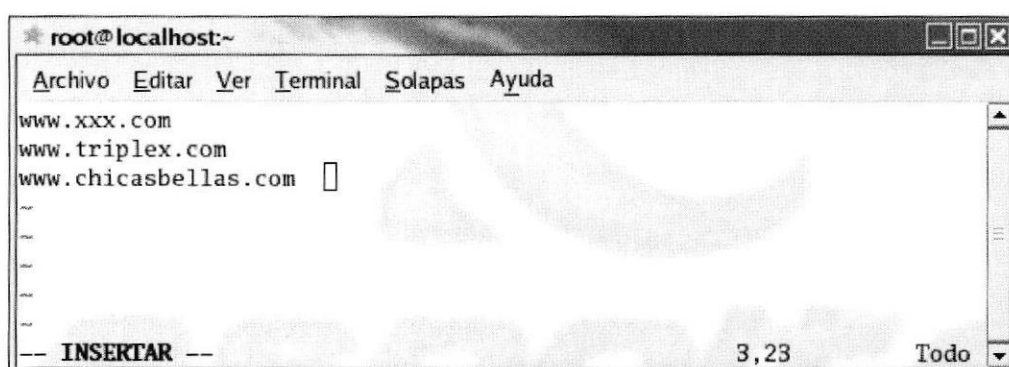 root@localhost:~
Archivo Editar Ver Terminal Solapas Ayuda
www.xxx.com
www.triplex.com
www.chicasbellas.com
~
~
~
~
~
-- INSERTAR -- 3,23 Todo